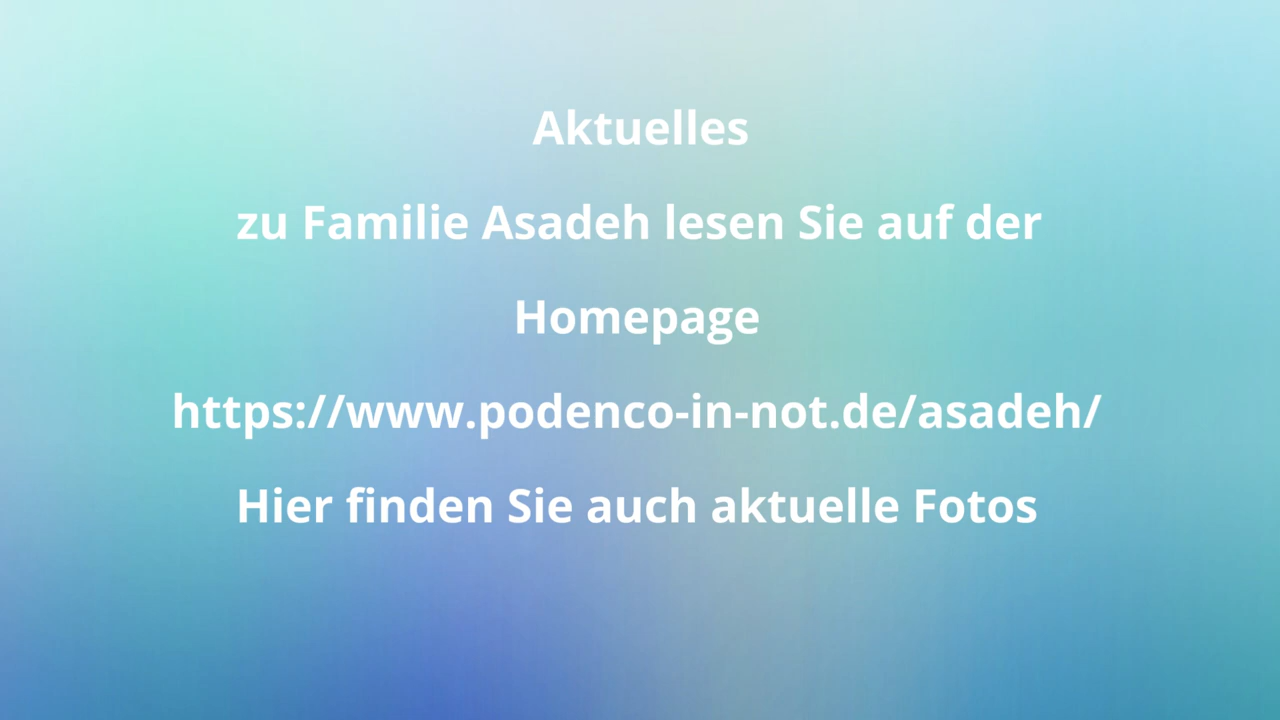 Aktuelles
zu Familie Asadeh lesen Sie auf der
Homepage
https://www.podenco-in-not.de/asadeh/
Hier finden Sie auch aktuelle Fotos